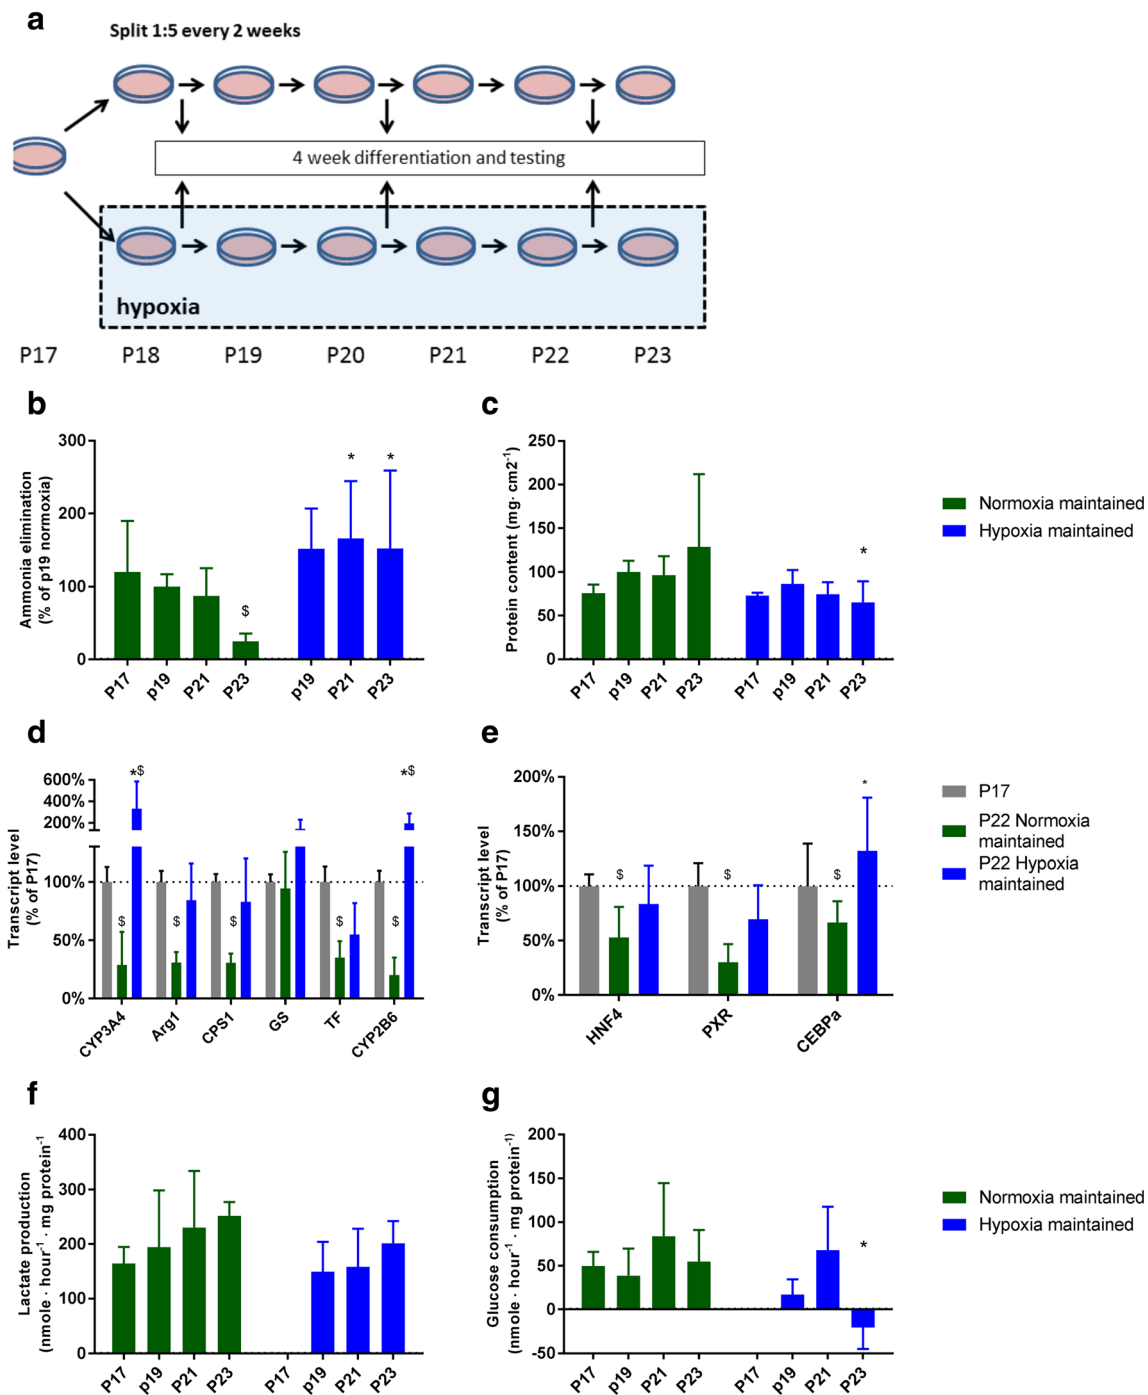 a
Split 1:5 every 2 weeks
4 week differentiation and testing
hypoxia
P17 P18 P19 P20 P21 P22 P23
b
Ammonia elimination
(% of p19 normoxia)
300
200
100
0
P17 p19 P21 P23 p19 P21 P23
$ * *
c
Protein content (mg· cm2⁻¹)
250
200
150
100
50
0
P17 p19 P21 P23 P17 p19 P21 P23
*
Normoxia maintained
Hypoxia maintained
d
Transcript level
(% of P17)
600%
400%
200%
100%
50%
0%
*$ *$
$ $ $ $ $
CYP3A4 Arg1 CPS1 GS TF CYP2B6
e
Transcript level
(% of P17)
200%
150%
100%
50%
0%
$ $ $ *
HNF4 PXR CEBPa
P17
P22 Normoxia
maintained
P22 Hypoxia
maintained
f
Lactate production
(nmole · hour⁻¹ · mg protein⁻¹
400
300
200
100
0
P17 p19 P21 P23 P17 p19 P21 P23
g
Glucose consumption
(nmole · hour⁻¹ · mg protein⁻¹)
200
150
100
50
0
-50
*
P17 p19 P21 P23 P17 p19 P21 P23
Normoxia maintained
Hypoxia maintained